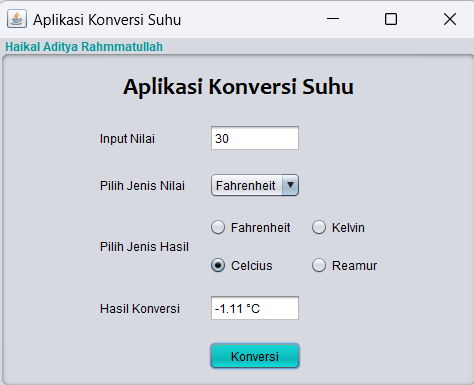 Aplikasi Konversi Suhu
Haikal Aditya Rahmmatullah
Aplikasi Konversi Suhu
Input Nilai 30
Pilih Jenis Nilai Fahrenheit
Fahrenheit Kelvin
Pilih Jenis Hasil
Celcius Reamur
Hasil Konversi -1.11 °C
Konversi